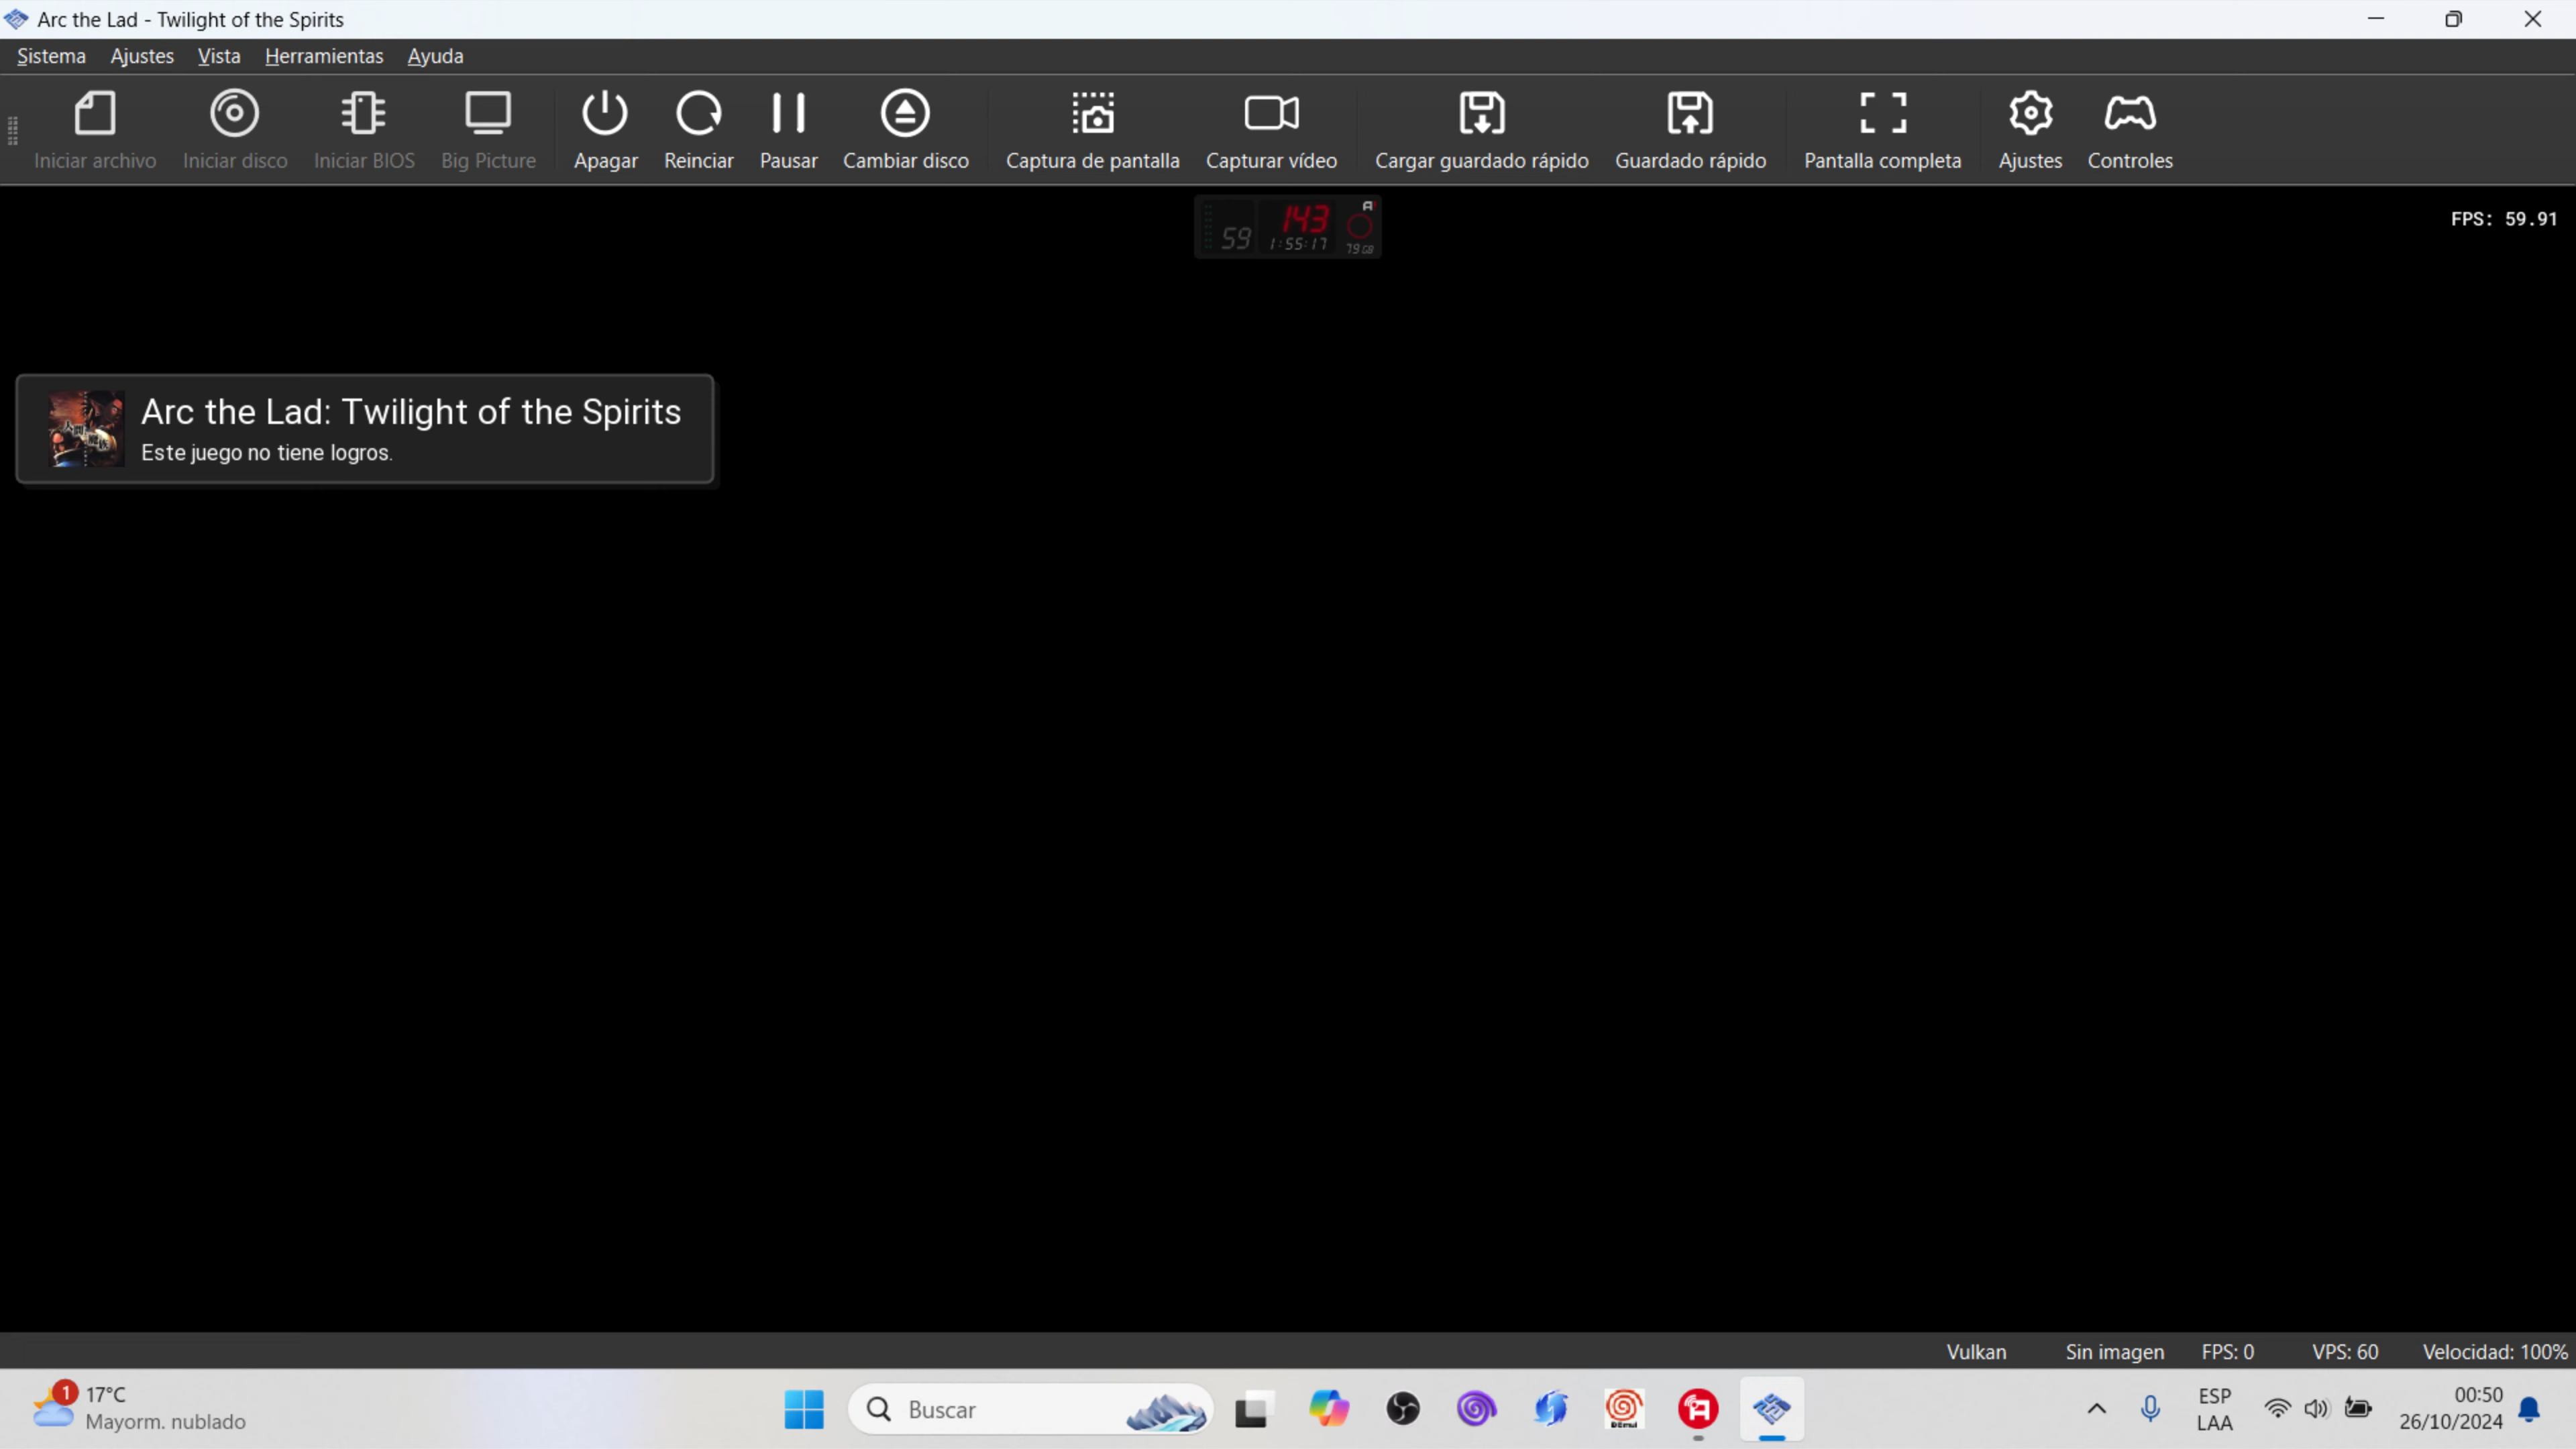 Arc the Lad - Twilight of the Spirits
Sistema Ajustes Vista Herramientas Ayuda
Iniciar archivo Iniciar disco Iniciar BIOS Big Picture Apagar Reinciar Pausar Cambiar disco Captura de pantalla Capturar vídeo Cargar guardado rápido Guardado rápido Pantalla completa Ajustes Controles
59 143 1:55:17 A 79 GB
FPS: 59.91
Arc the Lad: Twilight of the Spirits
Este juego no tiene logros.
Vulkan Sin imagen FPS: 0 VPS: 60 Velocidad: 100%
1 17°C
Mayorm. nublado
Buscar
DEmul
ESP
LAA
00:50
26/10/2024